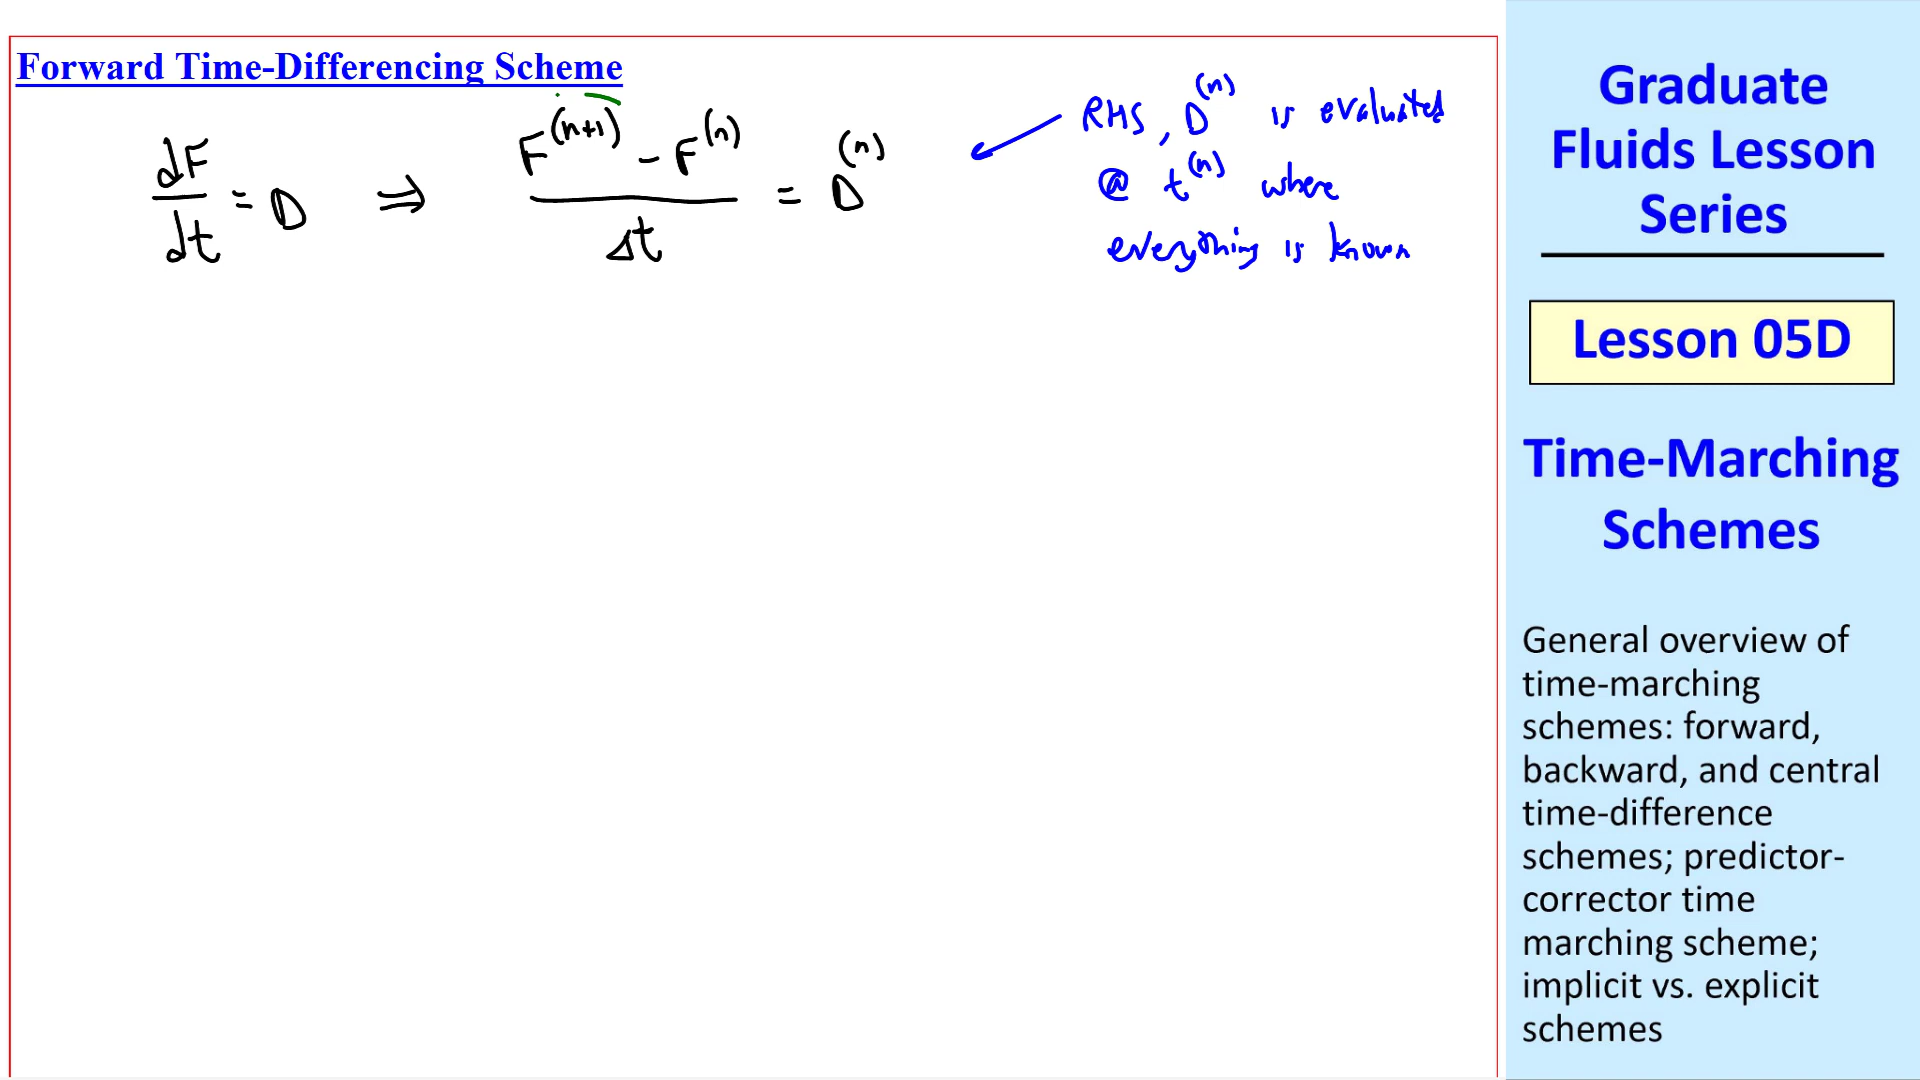 Forward Time-Differencing Scheme
dF/dt = D ⇒ (F^(n+1) - F^(n))/Δt = D^(n)
RHS, D^(n) is evaluated
@ t^(n) where
everything is known
Graduate
Fluids Lesson
Series
Lesson 05D
Time-Marching
Schemes
General overview of
time-marching
schemes: forward,
backward, and central
time-difference
schemes; predictor-
corrector time
marching scheme;
implicit vs. explicit
schemes